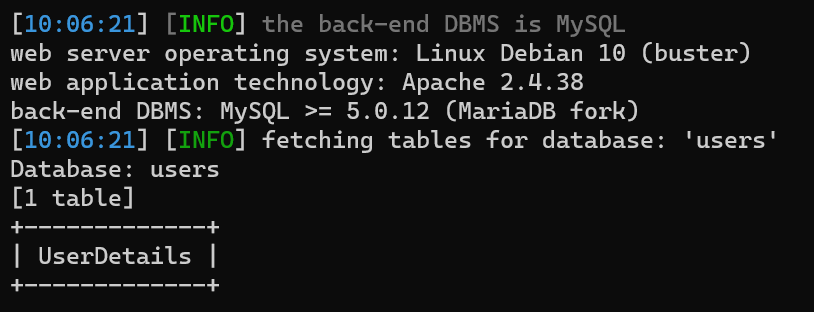 [10:06:21] [INFO] the back-end DBMS is MySQL
web server operating system: Linux Debian 10 (buster)
web application technology: Apache 2.4.38
back-end DBMS: MySQL >= 5.0.12 (MariaDB fork)
[10:06:21] [INFO] fetching tables for database: 'users'
Database: users
[1 table]
+-------------+
| UserDetails |
+-------------+